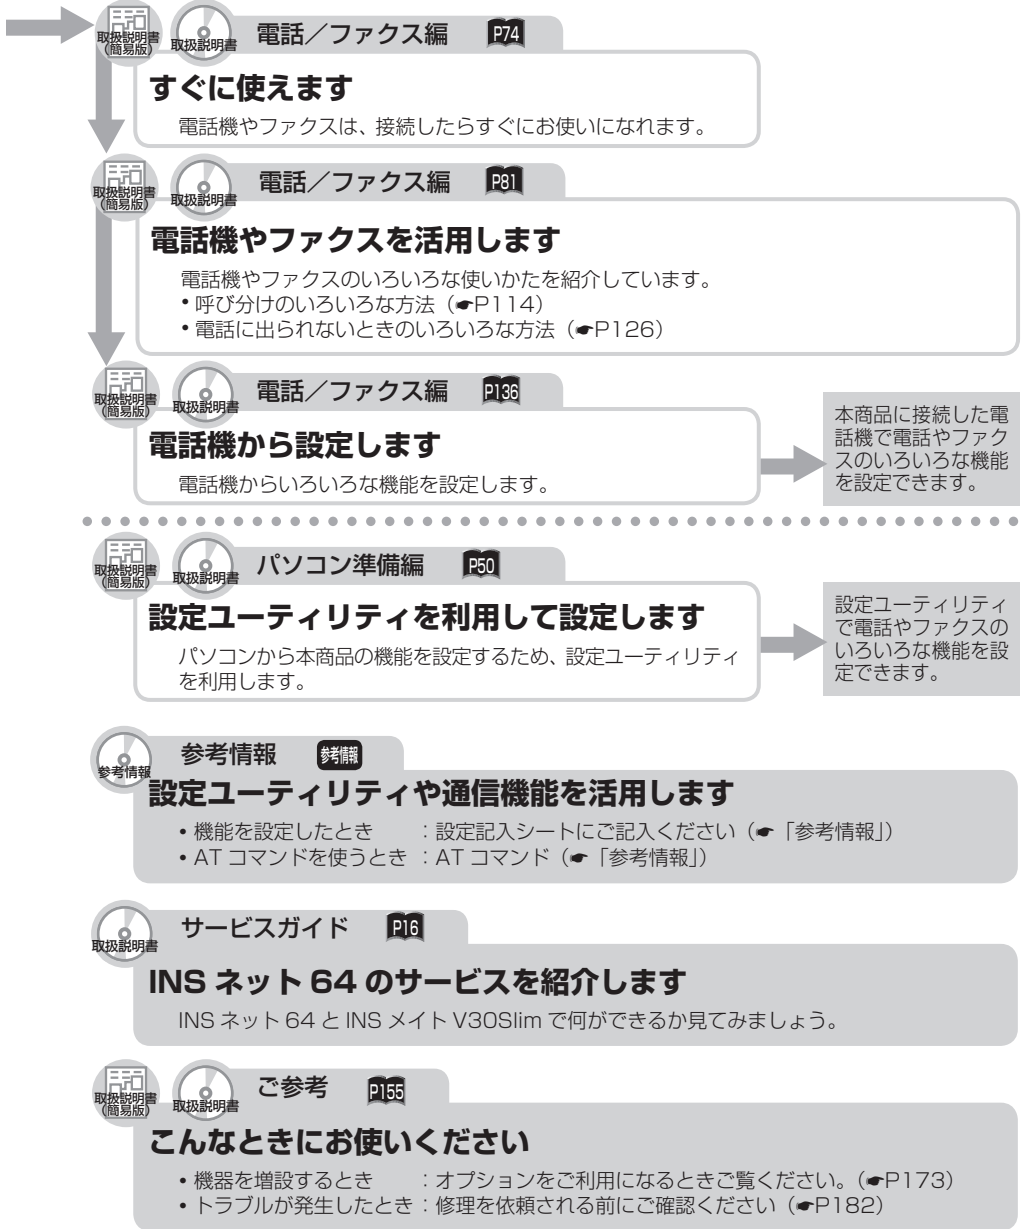 取扱説明書
(簡易版)
取扱説明書
電話／ファクス編 P74
すぐに使えます
電話機やファクスは、接続したらすぐにお使いになれます。
取扱説明書
(簡易版)
取扱説明書
電話／ファクス編 P81
電話機やファクスを活用します
電話機やファクスのいろいろな使いかたを紹介しています。
• 呼び分けのいろいろな方法（☛P114）
• 電話に出られないときのいろいろな方法（☛P126）
取扱説明書
(簡易版)
取扱説明書
電話／ファクス編 P136
電話機から設定します
電話機からいろいろな機能を設定します。
本商品に接続した電
話機で電話やファク
スのいろいろな機能
を設定できます。
取扱説明書
(簡易版)
取扱説明書
パソコン準備編 P50
設定ユーティリティを利用して設定します
パソコンから本商品の機能を設定するため、設定ユーティリティ
を利用します。
設定ユーティリティ
で電話やファクスの
いろいろな機能を設
定できます。
参考情報
参考情報 参考情報
設定ユーティリティや通信機能を活用します
• 機能を設定したとき ：設定記入シートにご記入ください（☛「参考情報」）
• AT コマンドを使うとき ：AT コマンド（☛「参考情報」）
取扱説明書
サービスガイド P16
INS ネット 64 のサービスを紹介します
INS ネット 64 と INS メイト V30Slim で何ができるか見てみましょう。
取扱説明書
(簡易版)
取扱説明書
ご参考 P155
こんなときにお使いください
• 機器を増設するとき ：オプションをご利用になるときご覧ください。（☛P173）
• トラブルが発生したとき：修理を依頼される前にご確認ください（☛P182）